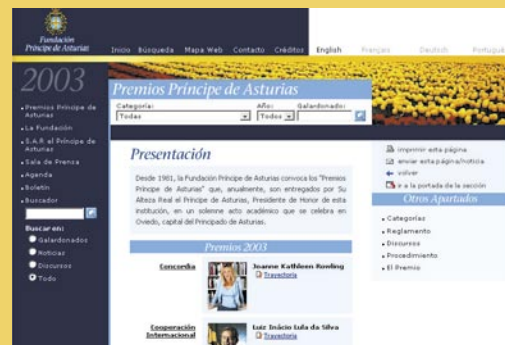 Fundación
Príncipe de Asturias
Inicio Búsqueda Mapa Web Contacto Créditos English Français Deutsch Portugués
2003
Premios Príncipe de Asturias
Categoría: Año: Galardonado:
Todas Todos
Premios Príncipe de
Asturias
La Fundación
S.A.R. el Príncipe de
Asturias
Sala de Prensa
Agenda
Boletín
Buscador
Buscar en:
Galardonados
Noticias
Discursos
Todo
Presentación
Desde 1981, la Fundación Príncipe de Asturias convoca los "Premios
Príncipe de Asturias" que, anualmente, son entregados por Su
Alteza Real el Príncipe de Asturias, Presidente de Honor de esta
institución, en un solemne acto académico que se celebra en
Oviedo, capital del Principado de Asturias.
Premios 2003
Concordia
Joanne Kathleen Rowling
Trayectoria
Cooperación
Internacional
Luiz Inácio Lula da Silva
Trayectoria
imprimir esta página
enviar esta página/noticia
volver
ir a la portada de la sección
Otros Apartados
Categorías
Reglamento
Discursos
Procedimiento
El Premio